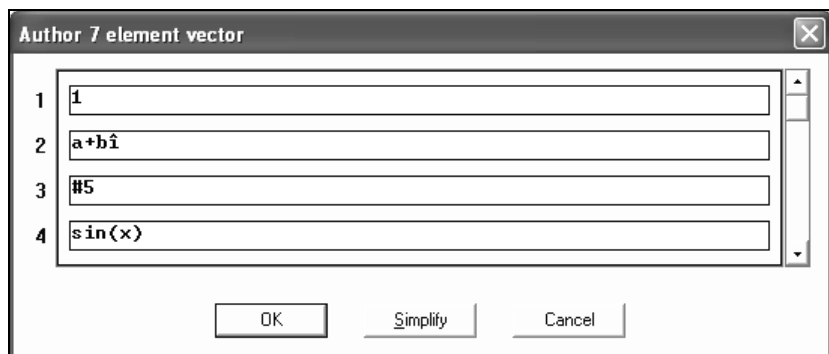 Author 7 element vector
1 1
2 a+bî
3 #5
4 sin(x)
OK Simplify Cancel